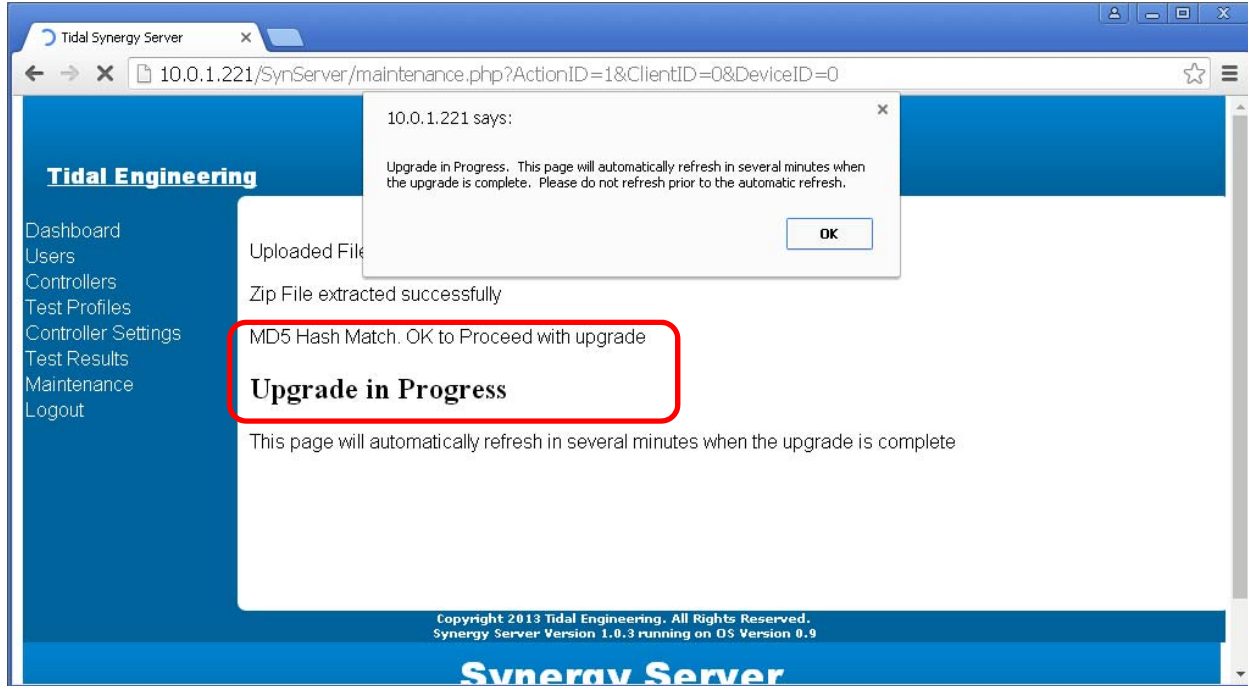 Tidal Synergy Server
10.0.1.221/SynServer/maintenance.php?ActionID=1&ClientID=0&DeviceID=0
10.0.1.221 says:
Upgrade in Progress. This page will automatically refresh in several minutes when
the upgrade is complete. Please do not refresh prior to the automatic refresh.
OK
Tidal Engineering
Dashboard
Users
Controllers
Test Profiles
Controller Settings
Test Results
Maintenance
Logout
Uploaded File
Zip File extracted successfully
MD5 Hash Match. OK to Proceed with upgrade
Upgrade in Progress
This page will automatically refresh in several minutes when the upgrade is complete
Copyright 2013 Tidal Engineering. All Rights Reserved.
Synergy Server Version 1.0.3 running on OS Version 0.9
Synergy Server